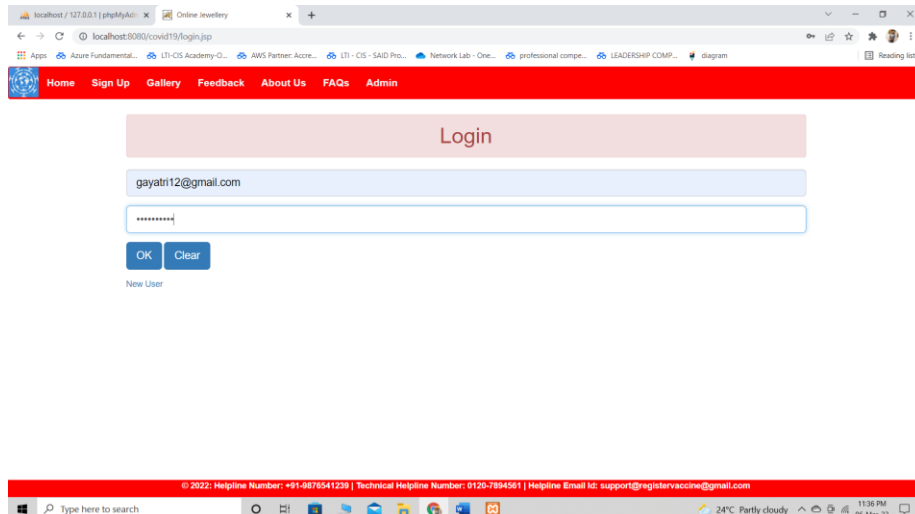 localhost / 127.0.0.1 | phpMyAdm
Online Jewellery
localhost:8080/covid19/login.jsp
Apps Azure Fundamental... LTI-CIS Academy-O... AWS Partner: Accre... LTI - CIS - SAID Pro... Network Lab - One... professional compe... LEADERSHIP COMP... diagram Reading list
Home Sign Up Gallery Feedback About Us FAQs Admin
Login
gayatri12@gmail.com
••••••••••
OK Clear
New User
© 2022: Helpline Number: +91-9876541239 | Technical Helpline Number: 0120-7894561 | Helpline Email Id: support@registervaccine@gmail.com
Type here to search
24°C Partly cloudy
11:36 PM